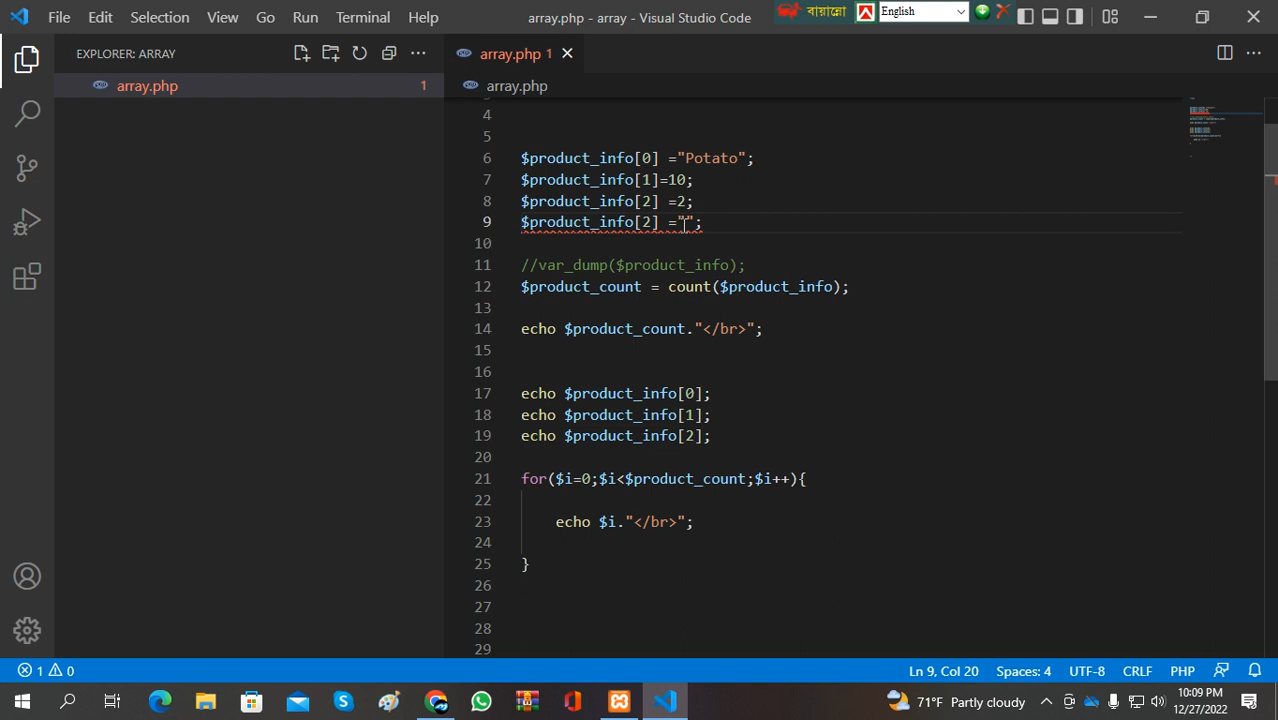 File Edit Selection View Go Run Terminal Help
array.php - array - Visual Studio Code
বায়ান্নো
English
EXPLORER: ARRAY
array.php 1
array.php 1
array.php
4
5
6 $product_info[0] ="Potato";
7 $product_info[1]=10;
8 $product_info[2] =2;
9 $product_info[2] ="";
10
11 //var_dump($product_info);
12 $product_count = count($product_info);
13
14 echo $product_count."</br>";
15
16
17 echo $product_info[0];
18 echo $product_info[1];
19 echo $product_info[2];
20
21 for($i=0;$i<$product_count;$i++){
22
23 echo $i."</br>";
24
25 }
26
27
28
29
1 0
Ln 9, Col 20 Spaces: 4 UTF-8 CRLF PHP
71°F Partly cloudy
10:09 PM
12/27/2022